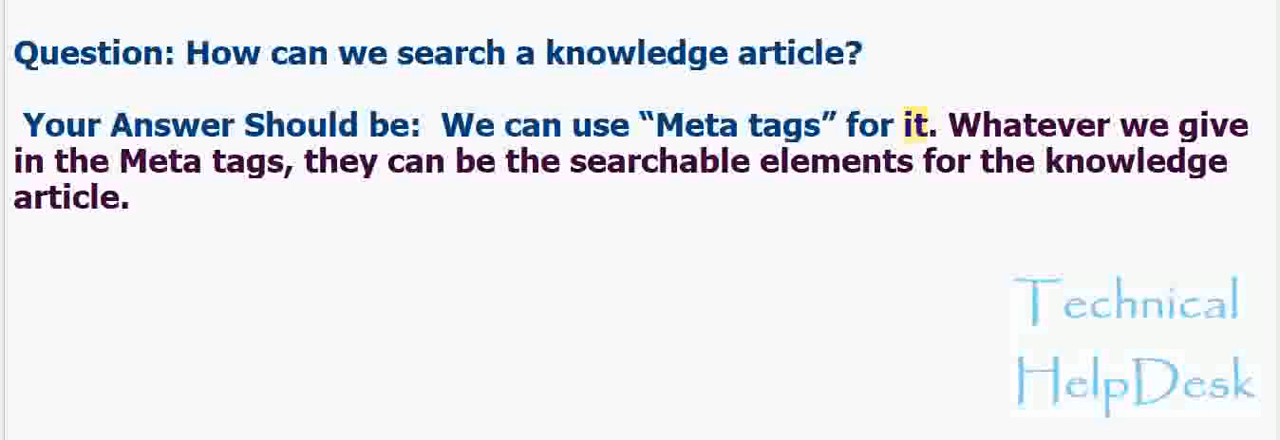 Question: How can we search a knowledge article?
Your Answer Should be:  We can use “Meta tags” for it. Whatever we give
in the Meta tags, they can be the searchable elements for the knowledge
article.
Technical
HelpDesk